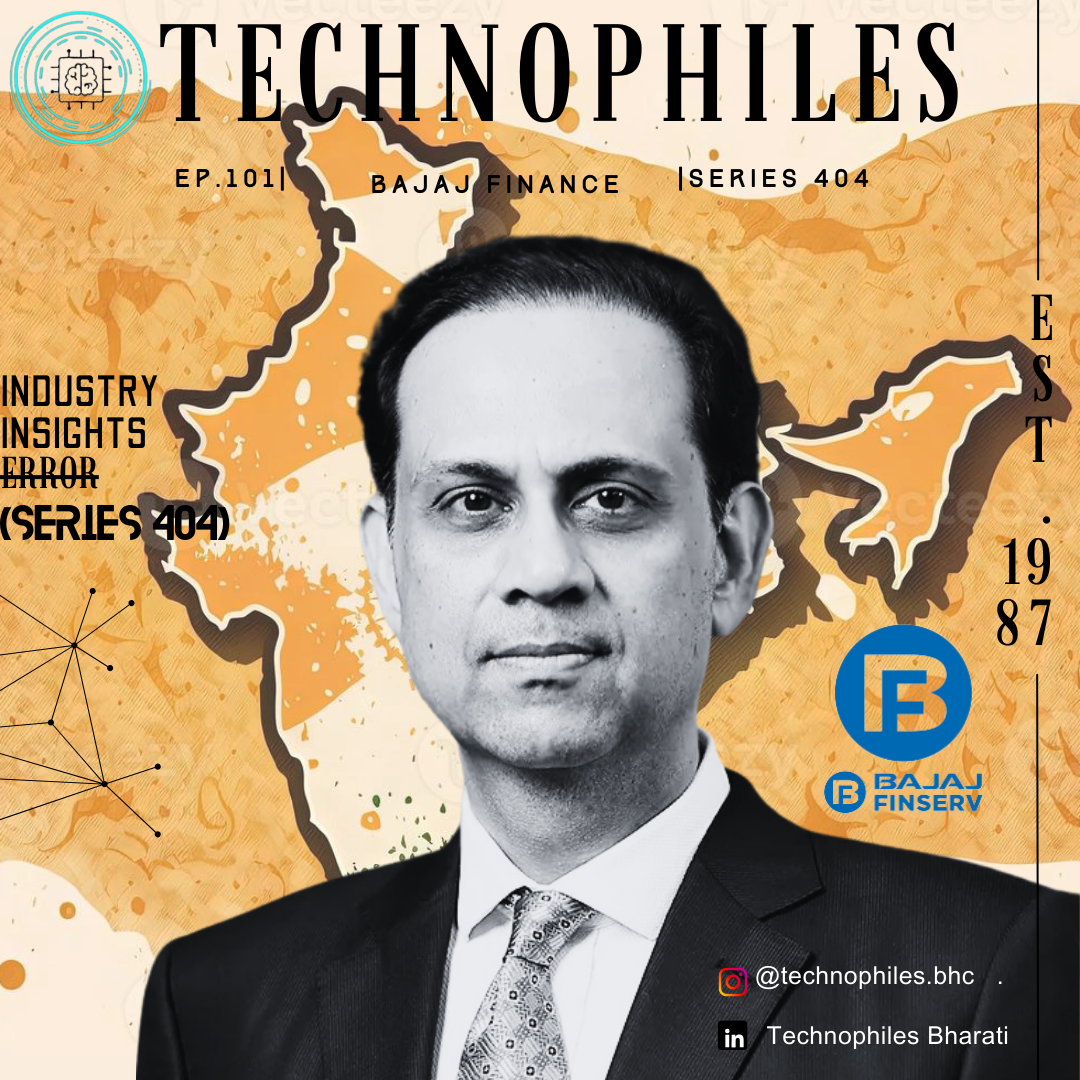 TECHNOPHILES
EP.101| BAJAJ FINANCE |SERIES 404
INDUSTRY
INSIGHTS
ERROR
(SERIES 404)
E
S
T
.
19
87
BAJAJ
FINSERV
@technophiles.bhc .
in Technophiles Bharati